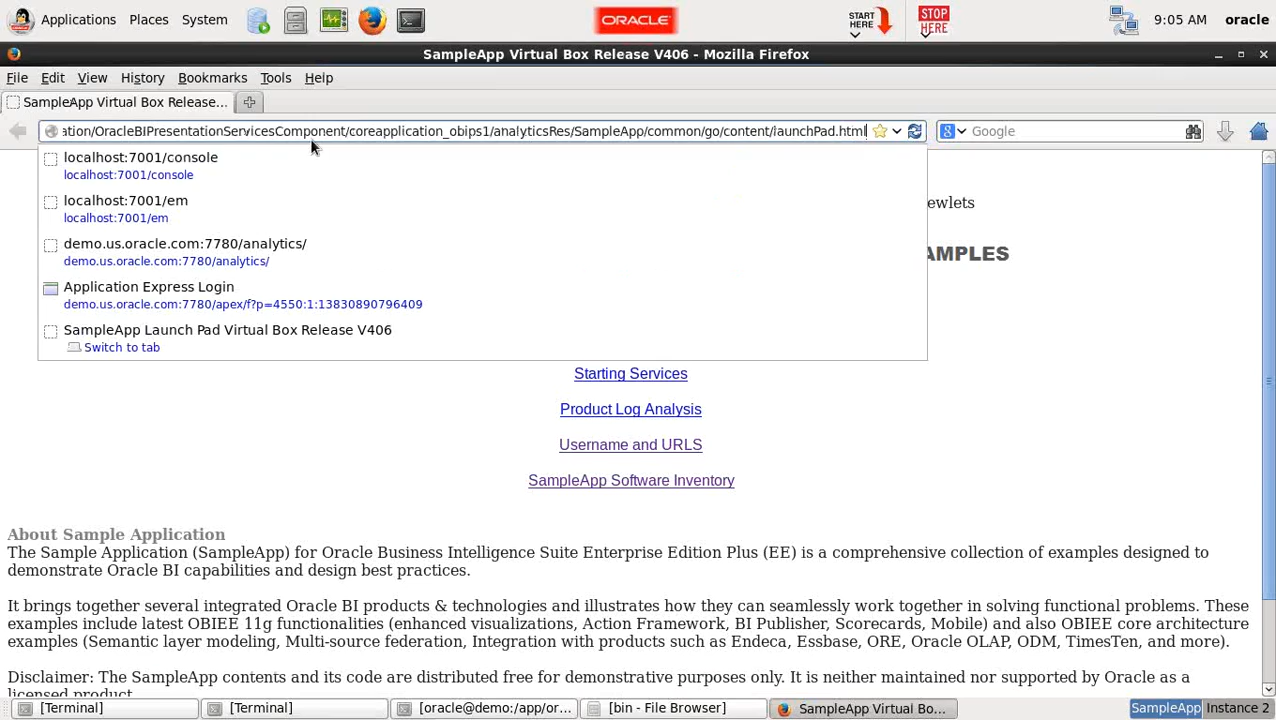 Applications Places System ORACLE START HERE STOP HERE 9:05 AM oracle
SampleApp Virtual Box Release V406 - Mozilla Firefox
File Edit View History Bookmarks Tools Help
SampleApp Virtual Box Release...
ation/OracleBIPresentationServicesComponent/coreapplication_obips1/analyticsRes/SampleApp/common/go/content/launchPad.html Google
localhost:7001/console
localhost:7001/console
localhost:7001/em
localhost:7001/em
demo.us.oracle.com:7780/analytics/
demo.us.oracle.com:7780/analytics/
Application Express Login
demo.us.oracle.com:7780/apex/f?p=4550:1:13830890796409
SampleApp Launch Pad Virtual Box Release V406
Switch to tab
ewlets
AMPLES
Starting Services
Product Log Analysis
Username and URLS
SampleApp Software Inventory
About Sample Application
The Sample Application (SampleApp) for Oracle Business Intelligence Suite Enterprise Edition Plus (EE) is a comprehensive collection of examples designed to
demonstrate Oracle BI capabilities and design best practices.
It brings together several integrated Oracle BI products & technologies and illustrates how they can seamlessly work together in solving functional problems. These
examples include latest OBIEE 11g functionalities (enhanced visualizations, Action Framework, BI Publisher, Scorecards, Mobile) and also OBIEE core architecture
examples (Semantic layer modeling, Multi-source federation, Integration with products such as Endeca, Essbase, ORE, Oracle OLAP, ODM, TimesTen, and more).
Disclaimer: The SampleApp contents and its code are distributed free for demonstrative purposes only. It is neither maintained nor supported by Oracle as a
licensed product.
[Terminal] [Terminal] [oracle@demo:/app/or... [bin - File Browser] SampleApp Virtual Bo... SampleApp Instance 2